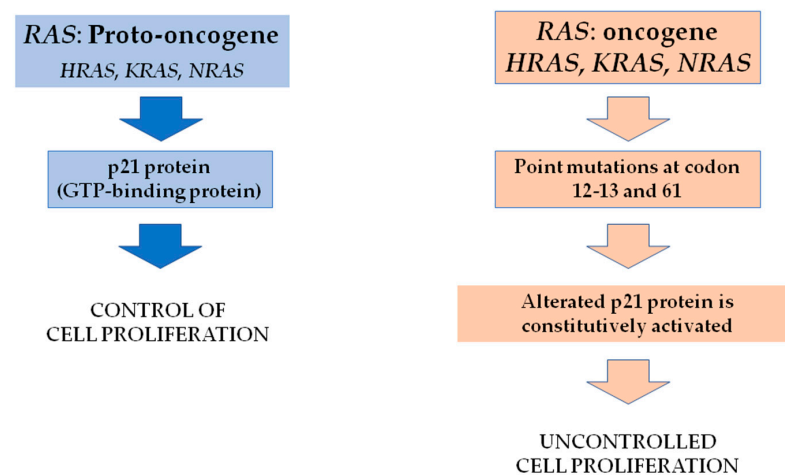 RAS: Proto-oncogene
HRAS, KRAS, NRAS
p21 protein
(GTP-binding protein)
CONTROL OF
CELL PROLIFERATION
RAS: oncogene
HRAS, KRAS, NRAS
Point mutations at codon
12-13 and 61
Alterated p21 protein is
constitutively activated
UNCONTROLLED
CELL PROLIFERATION